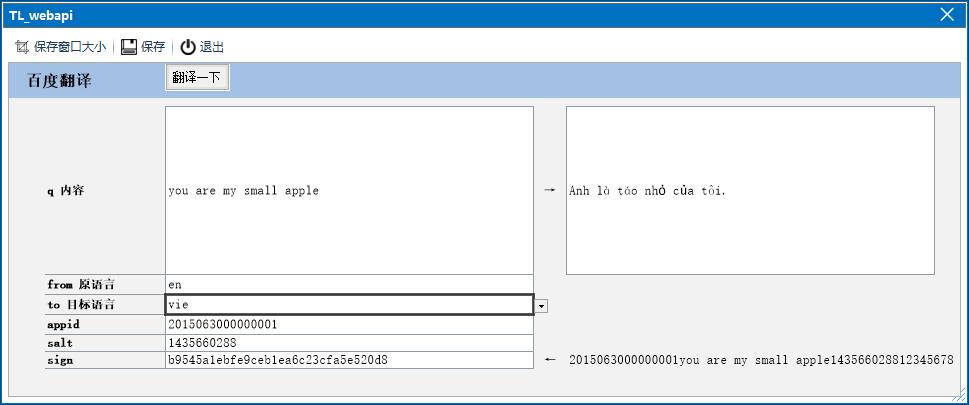 TL_webapi
保存窗口大小 保存 退出
百度翻译 翻译一下
q 内容 you are my small apple → Anh là táo nhỏ của tôi.
from 原语言 en
to 目标语言 vie
appid 2015063000000001
salt 1435660288
sign b9545a1ebfe9ceb1ea6c23cfa5e520d8 ← 2015063000000001you are my small apple143566028812345678